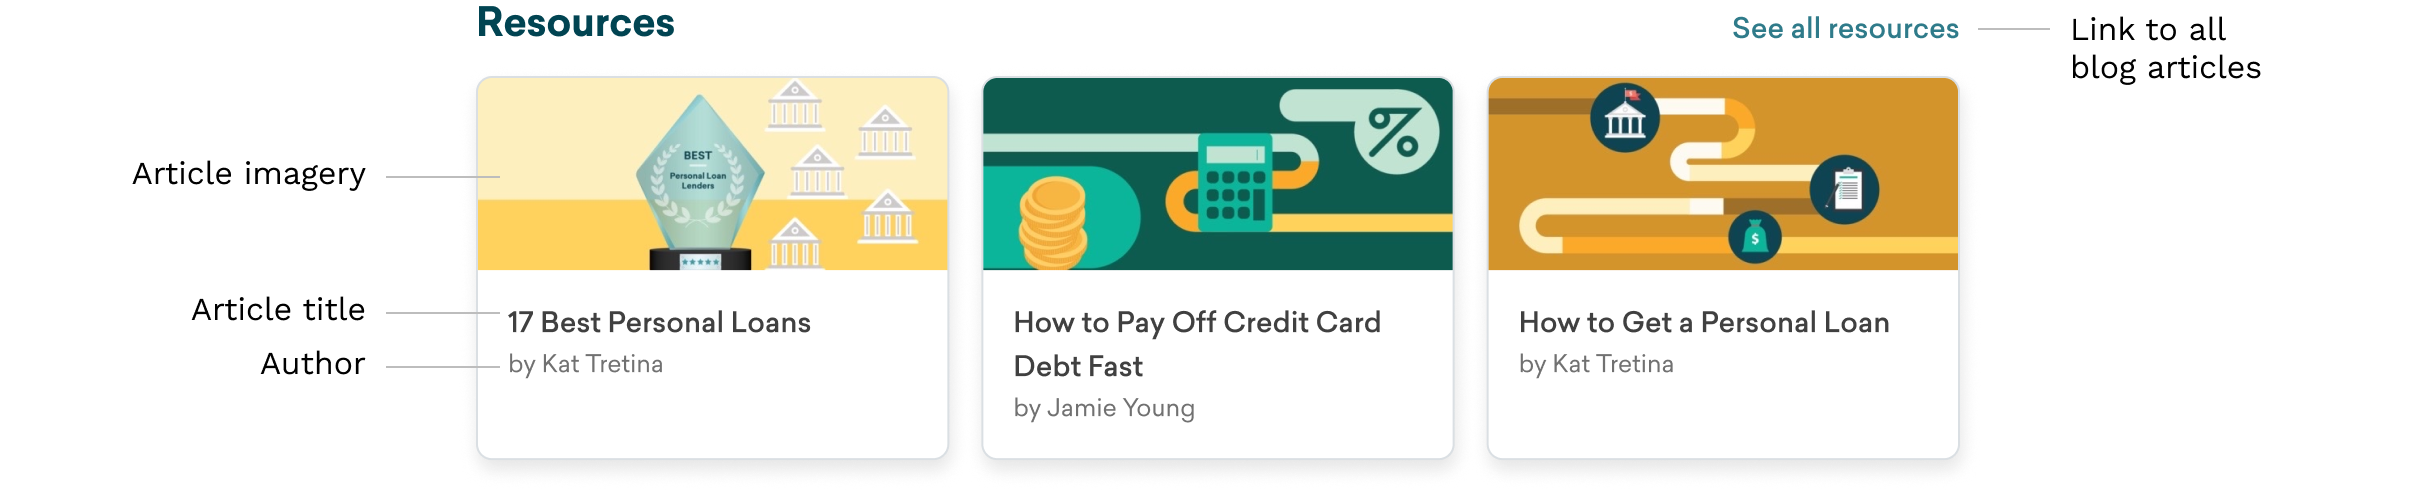 Resources
See all resources
Link to all
blog articles
Article imagery
BEST
Personal Loan
Lenders
%
$
Article title
17 Best Personal Loans
Author
by Kat Tretina
How to Pay Off Credit Card
Debt Fast
by Jamie Young
How to Get a Personal Loan
by Kat Tretina